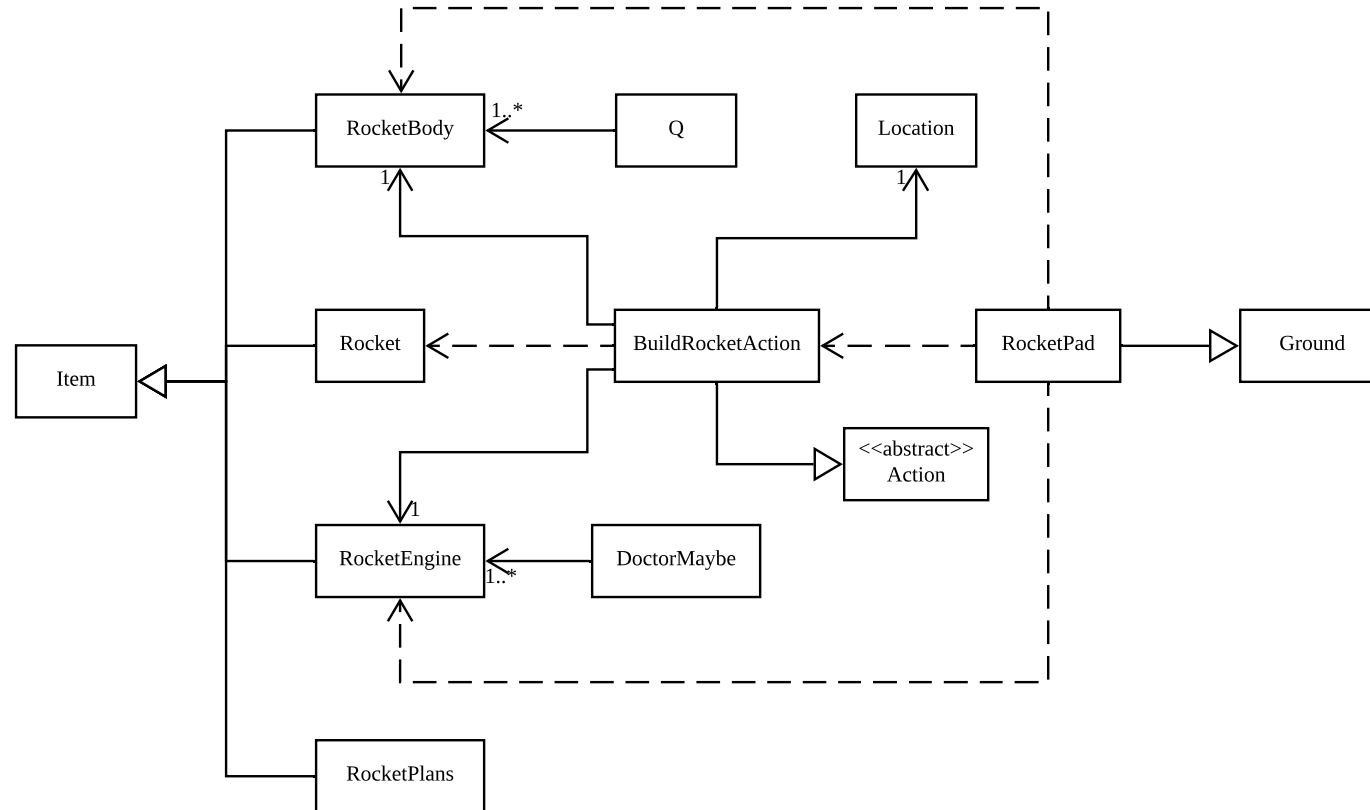 1..*
RocketBody
Q
Location
1
1
Rocket
BuildRocketAction
RocketPad
Ground
Item
<<abstract>>
Action
1
RocketEngine
DoctorMaybe
1..*
RocketPlans